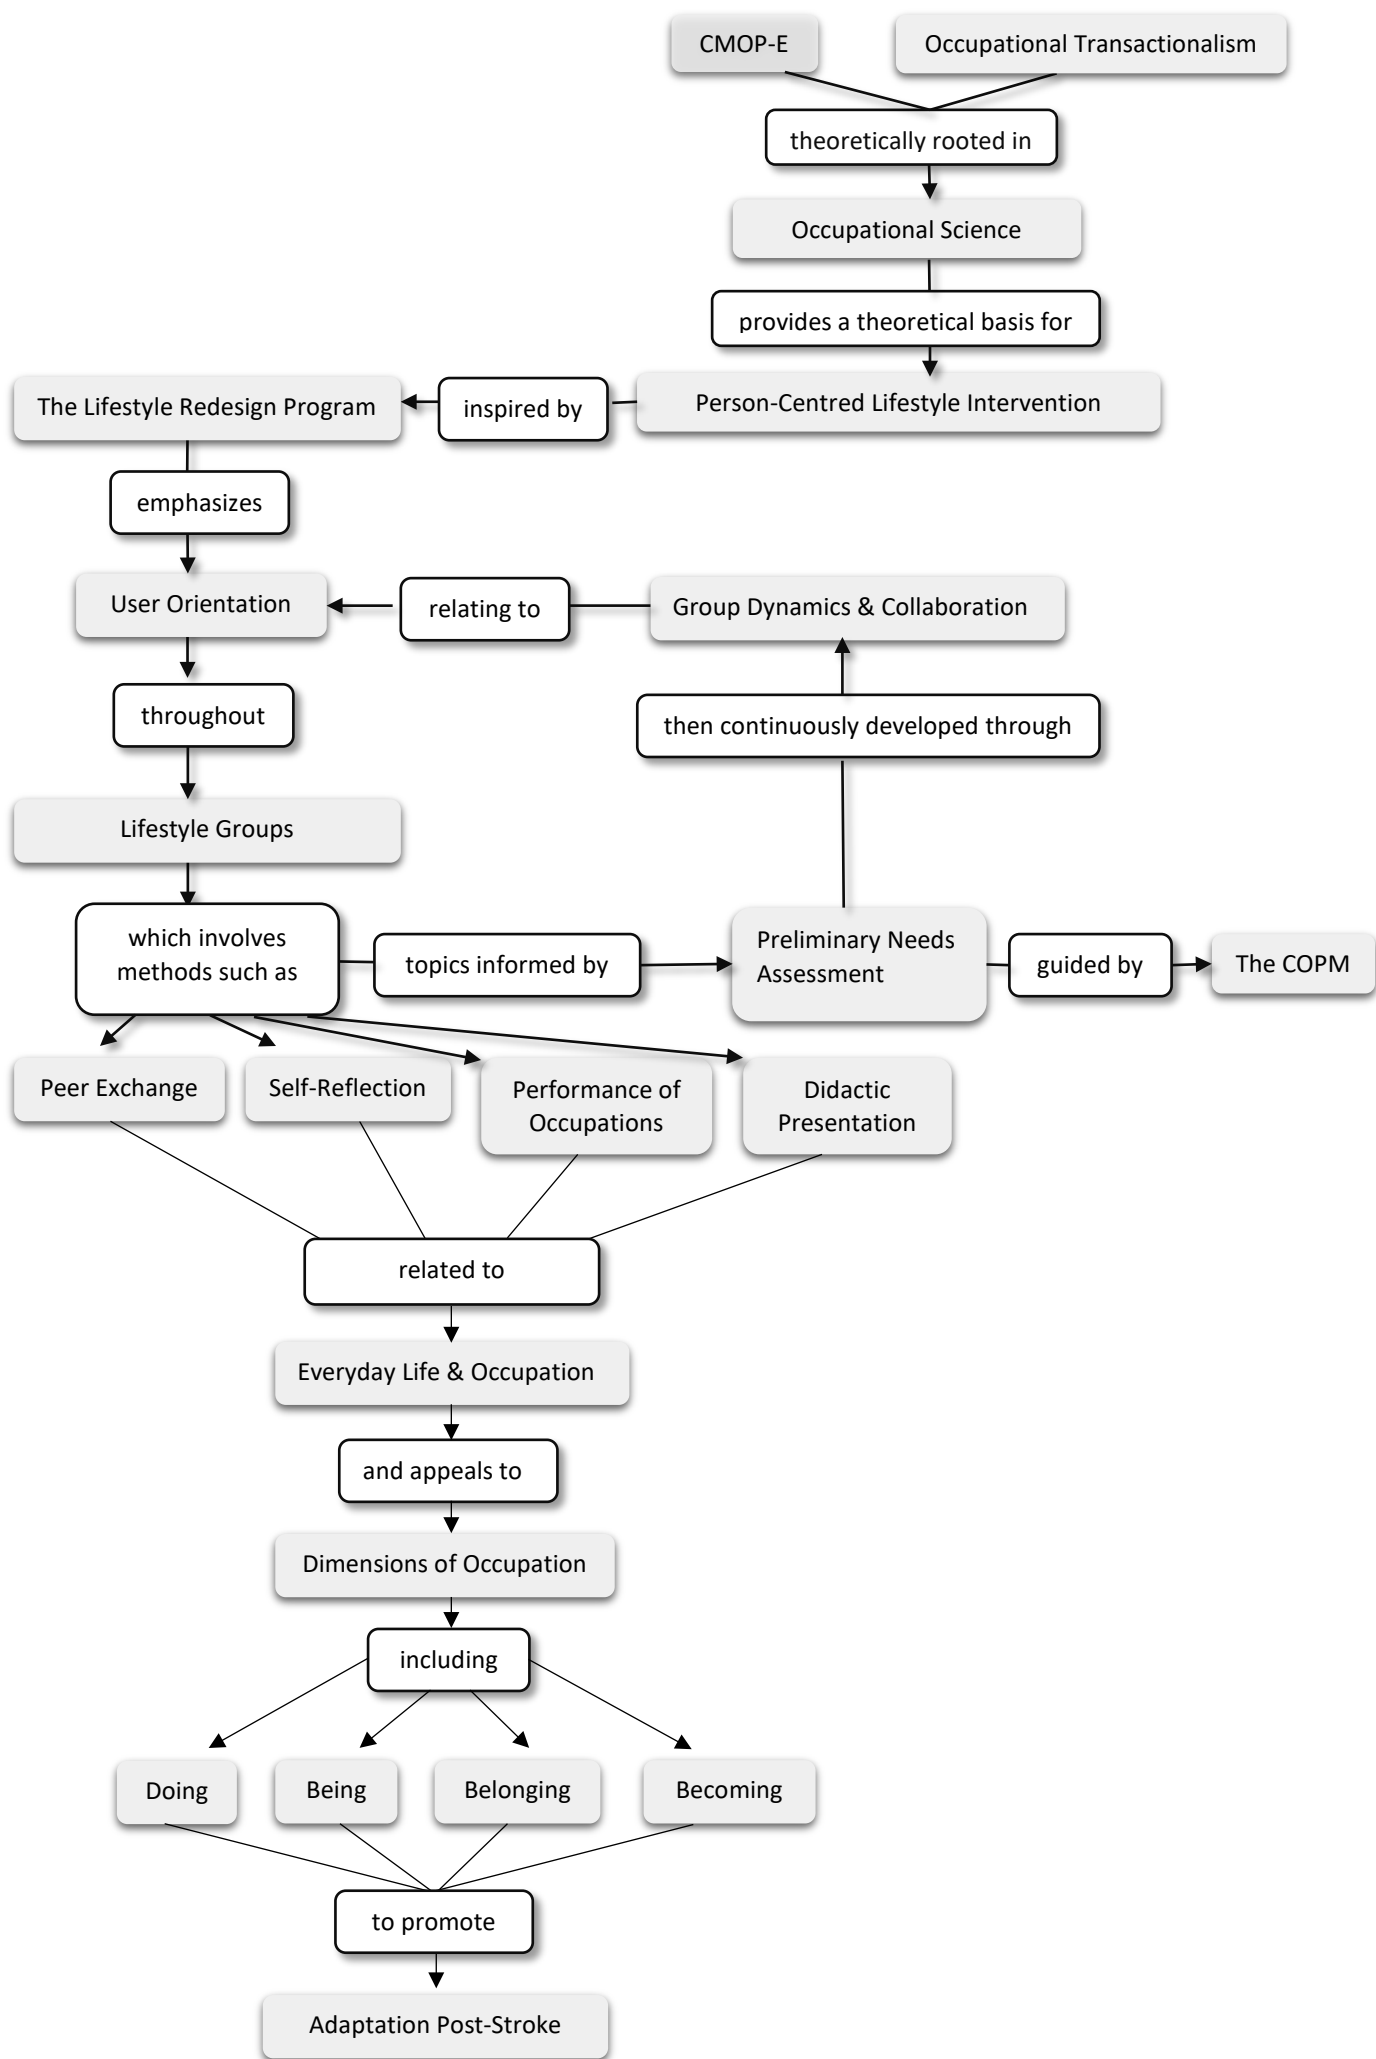 CMOP-E
Occupational Transactionalism
theoretically rooted in
Occupational Science
provides a theoretical basis for
The Lifestyle Redesign Program
inspired by
Person-Centred Lifestyle Intervention
emphasizes
User Orientation
relating to
Group Dynamics & Collaboration
throughout
then continuously developed through
Lifestyle Groups
which involves
methods such as
topics informed by
Preliminary Needs
Assessment
guided by
The COPM
Peer Exchange
Self-Reflection
Performance of
Occupations
Didactic
Presentation
related to
Everyday Life & Occupation
and appeals to
Dimensions of Occupation
including
Doing
Being
Belonging
Becoming
to promote
Adaptation Post-Stroke